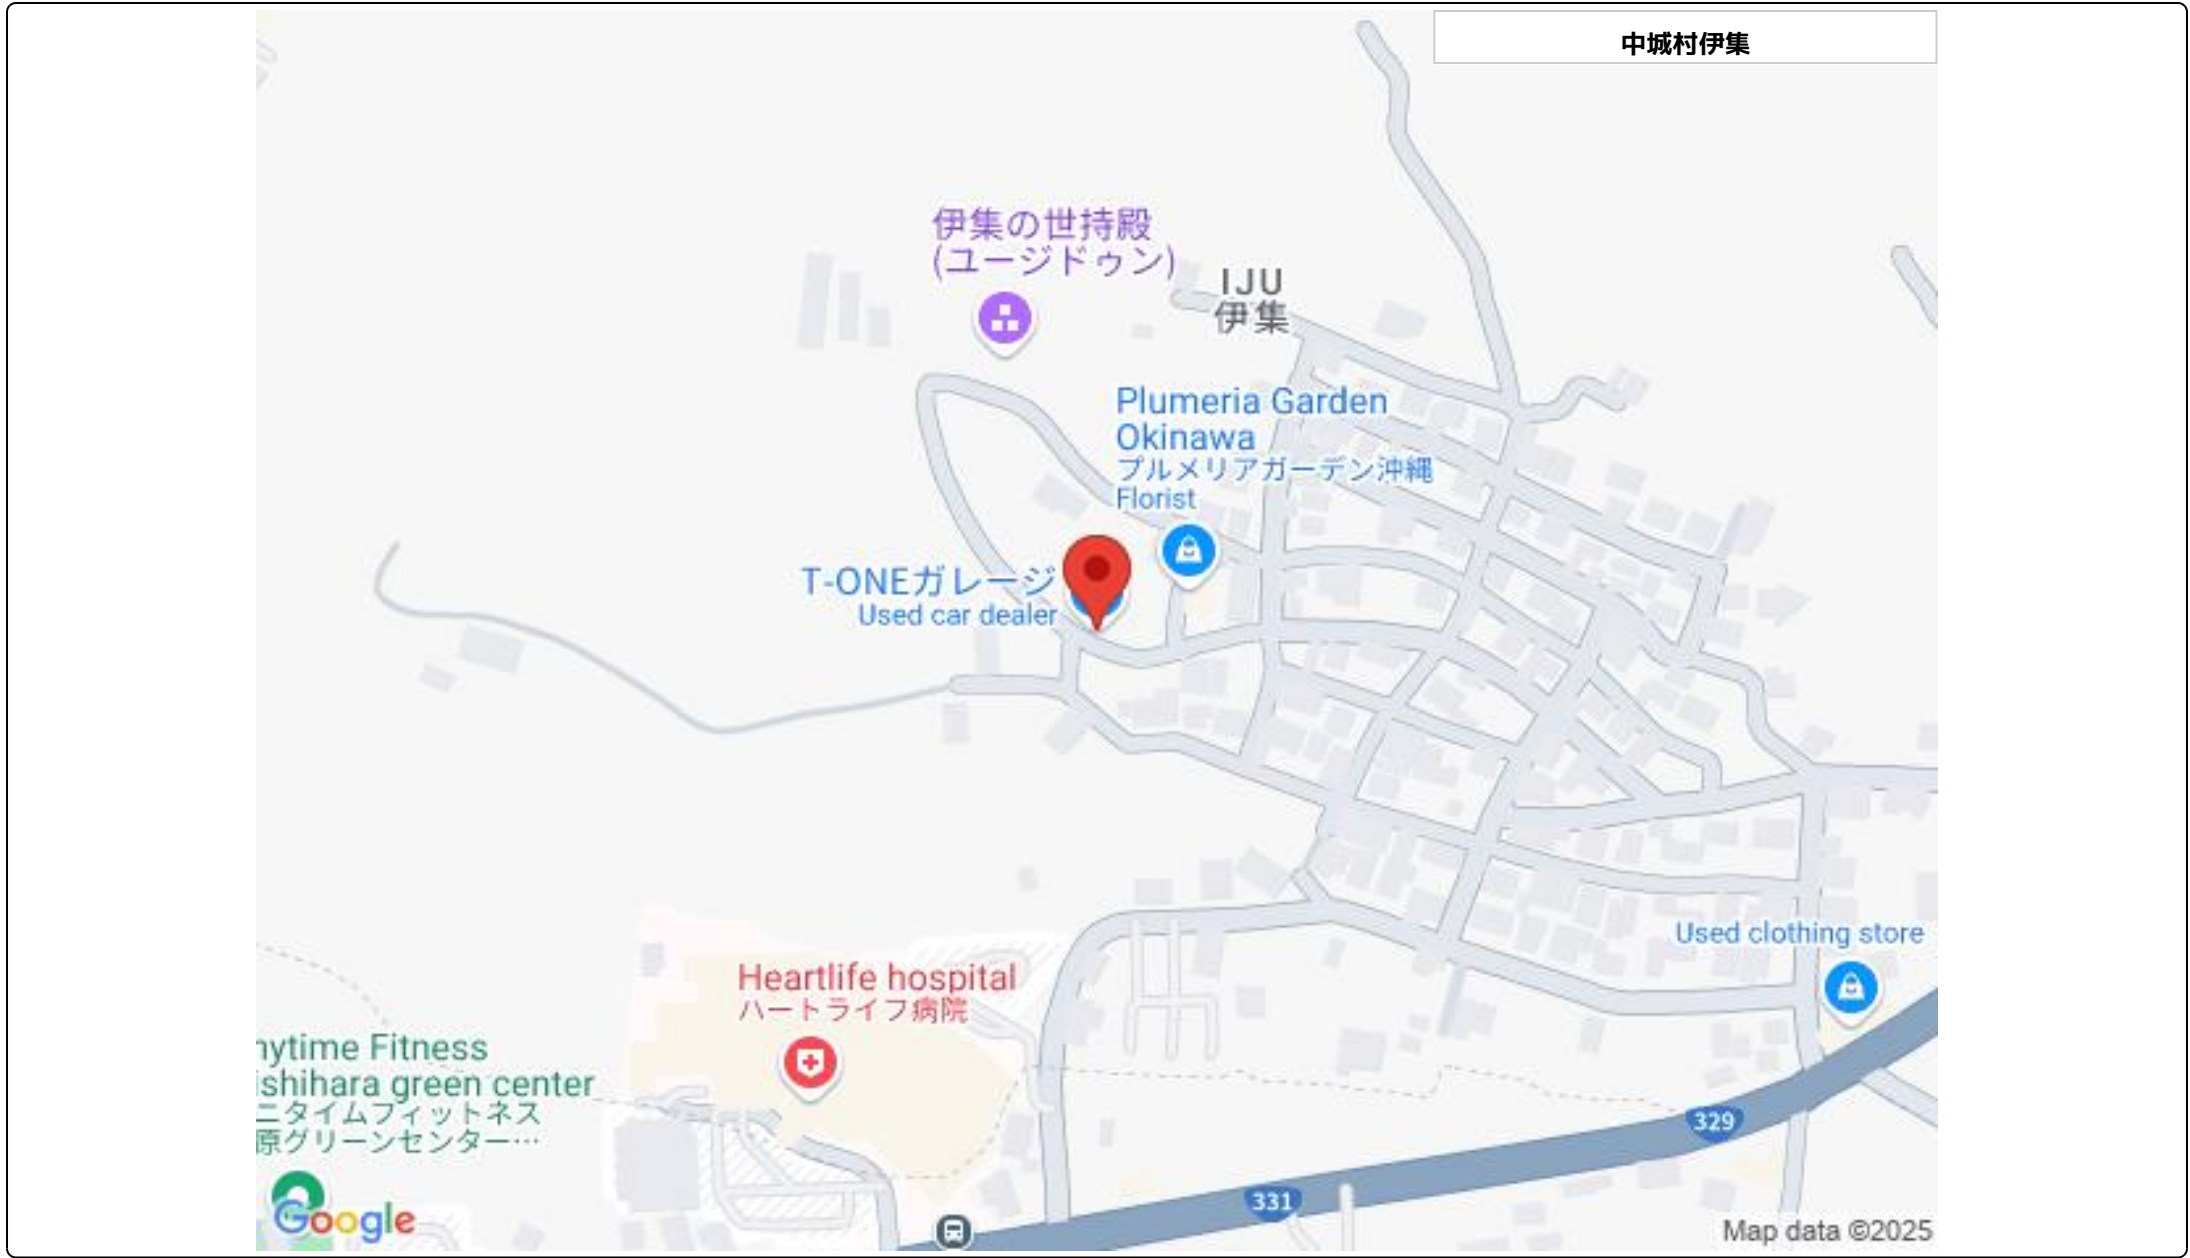 中城村伊集
伊集の世持殿
(ユージドゥン)
IJU
伊集
Plumeria Garden
Okinawa
プルメリアガーデン沖縄
Florist
T-ONEガレージ
Used car dealer
Used clothing store
Heartlife hospital
ハートライフ病院
nytime Fitness
ishihara green center
ニタイムフィットネス
原グリーンセンター…
329
331
Google
Map data ©2025